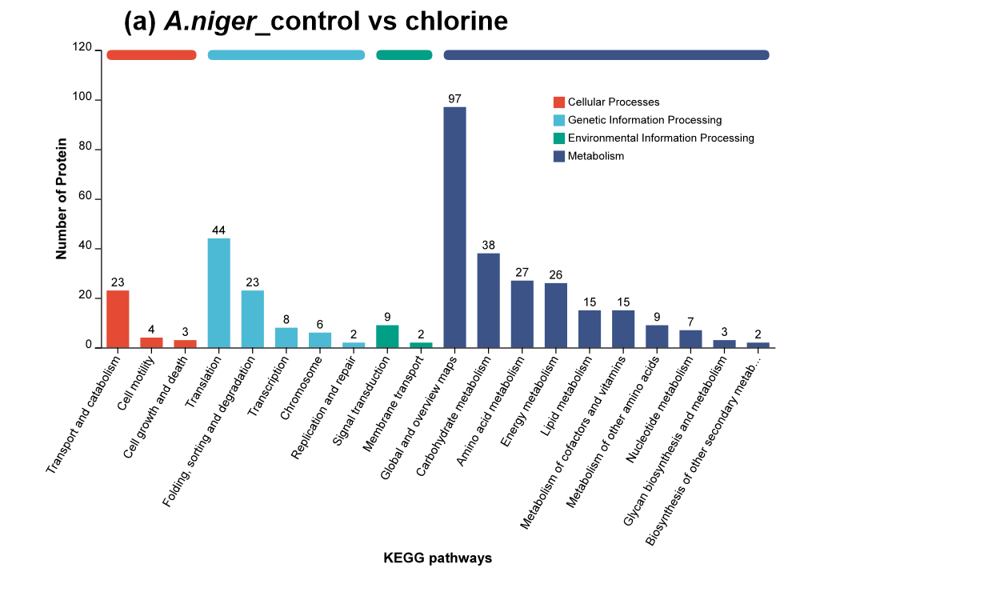 (a) A.niger_control vs chlorine
Number of Protein
120
100
80
60
40
20
0
Cellular Processes
Genetic Information Processing
Environmental Information Processing
Metabolism
23
4
3
44
23
8
6
2
9
2
97
38
27
26
15
15
9
7
3
2
Transport and catabolism
Cell motility
Cell growth and death
Translation
Folding, sorting and degradation
Transcription
Chromosome
Replication and repair
Signal transduction
Membrane transport
Global and overview maps
Carbohydrate metabolism
Amino acid metabolism
Energy metabolism
Lipid metabolism
Metabolism of cofactors and vitamins
Metabolism of other amino acids
Nucleotide metabolism
Glycan biosynthesis and metabolism
Biosynthesis of other secondary metab...
KEGG pathways